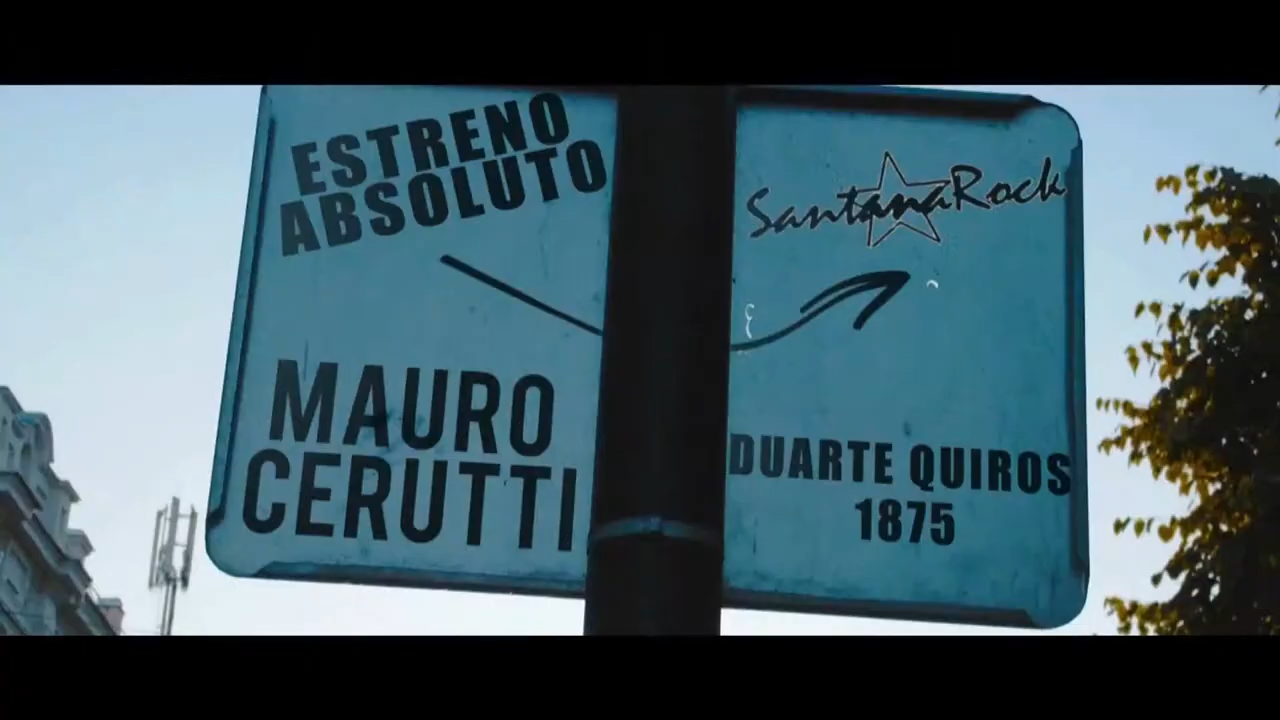 ESTRENO
ABSOLUTO
MAURO
CERUTTI
SantanaRock
DUARTE QUIROS
1875